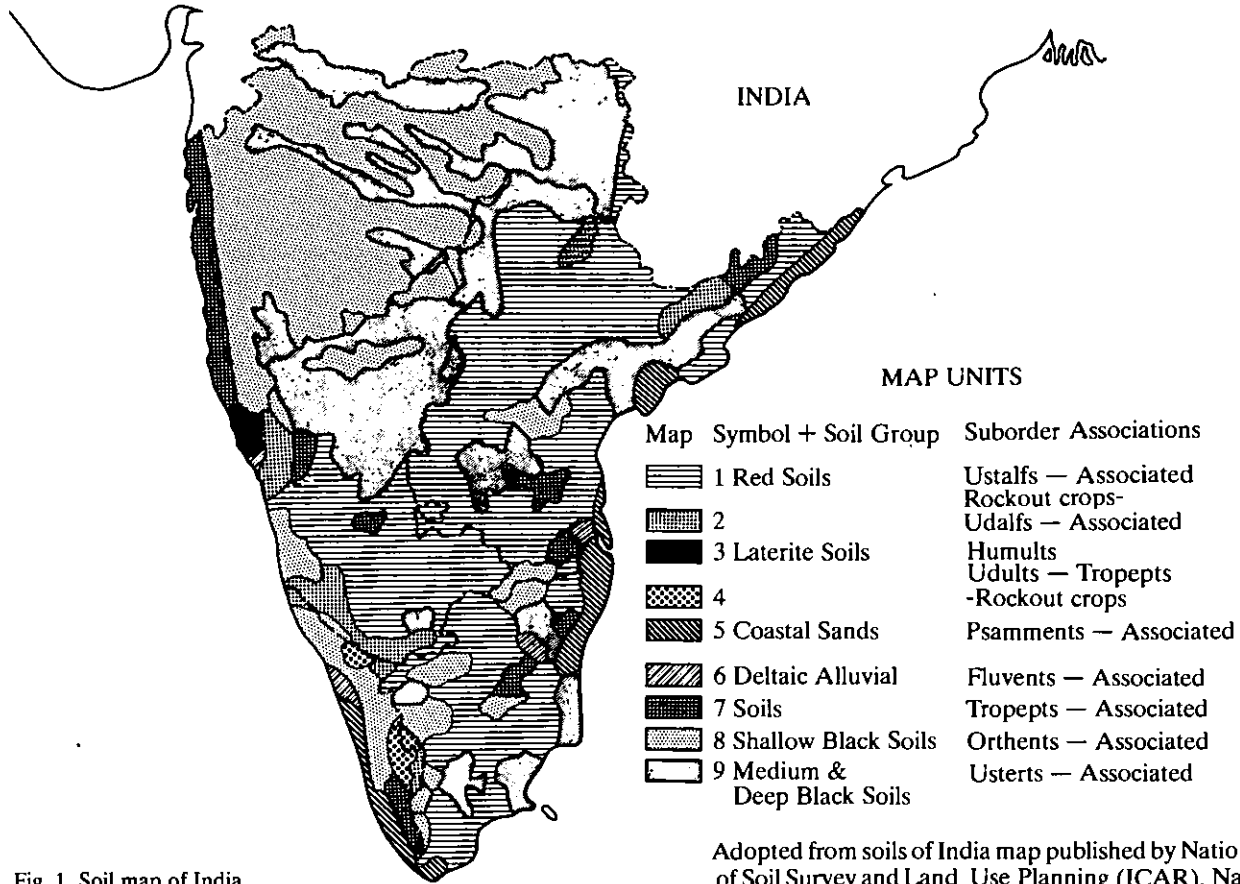 INDIA
MAP UNITS
Map Symbol + Soil Group Suborder Associations
1 Red Soils Ustalfs — Associated
Rockout crops-
2 Udalfs — Associated
3 Laterite Soils Humults
Udults — Tropepts
4 -Rockout crops
5 Coastal Sands Psamments — Associated
6 Deltaic Alluvial Fluvents — Associated
7 Soils Tropepts — Associated
8 Shallow Black Soils Orthents — Associated
9 Medium & Usterts — Associated
Deep Black Soils
Adopted from soils of India map published by Natio
of Soil Survey and Land Use Planning (ICAR), Na
Fig. 1. Soil map of India